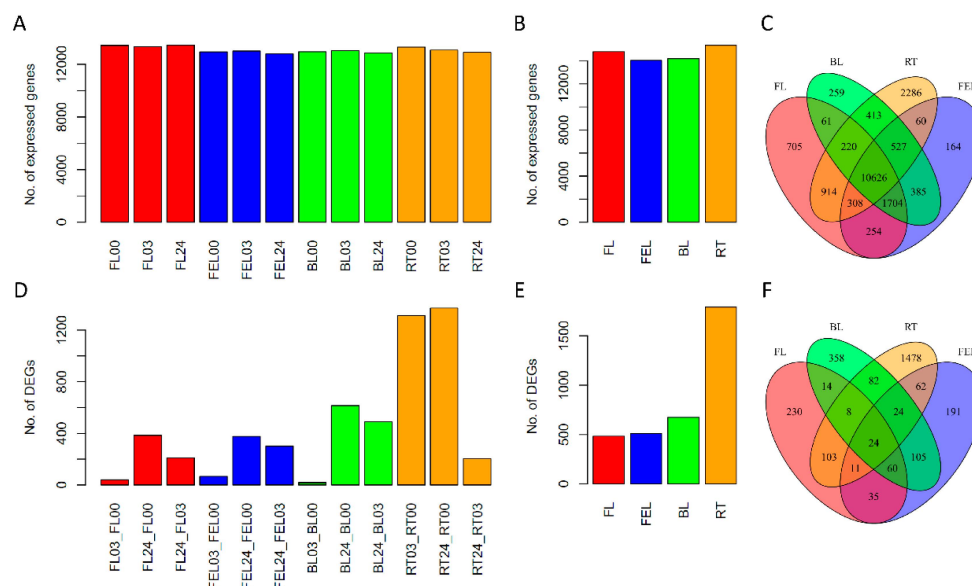 A
No. of expressed genes
0
4000
8000
12000
FL00
FL03
FL24
FEL00
FEL03
FEL24
BL00
BL03
BL24
RT00
RT03
RT24
B
No. of expressed genes
0
4000
8000
14000
FL
FEL
BL
RT
C
FL
BL
RT
FEL
259
2286
61
413
60
705
220
527
164
10626
914
308
1704
385
254
D
No. of DEGs
0
400
800
1200
FL03_FL00
FL24_FL00
FL24_FL03
FEL03_FEL00
FEL24_FEL00
FEL24_FEL03
BL03_BL00
BL24_BL00
BL24_BL03
RT03_RT00
RT24_RT00
RT24_RT03
E
No. of DEGs
0
500
1000
1500
FL
FEL
BL
RT
F
FL
BL
RT
358
1478
14
82
62
230
8
24
191
24
103
11
60
105
35